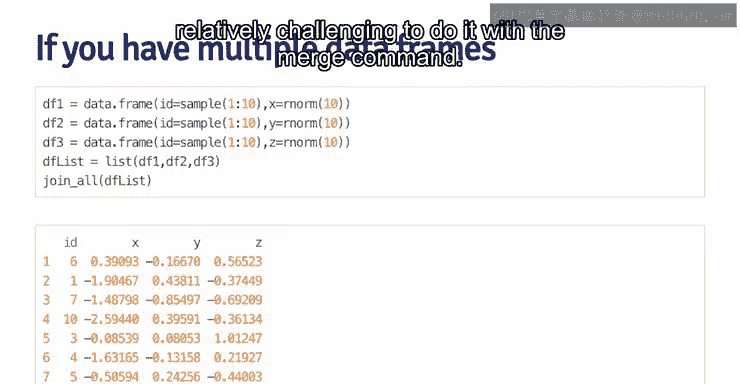 relatively challenging to do it with the
If you have multiple data frames
merge command.
df1 = data.frame(id=sample(1:10),x=rnorm(10))
df2 = data.frame(id=sample(1:10),y=rnorm(10))
df3 = data.frame(id=sample(1:10),z=rnorm(10))
dfList = list(df1,df2,df3)
join_all(dfList)
id x y z
1 6 0.39093 -0.16670 0.56523
2 1 -1.90467 0.43811 -0.37449
3 7 -1.48798 -0.85497 -0.69209
4 10 -2.59440 0.39591 -0.36134
5 3 -0.08539 0.08053 1.01247
6 4 -1.63165 -0.13158 0.21927
7 5 -0.50594 0.24256 -0.44003